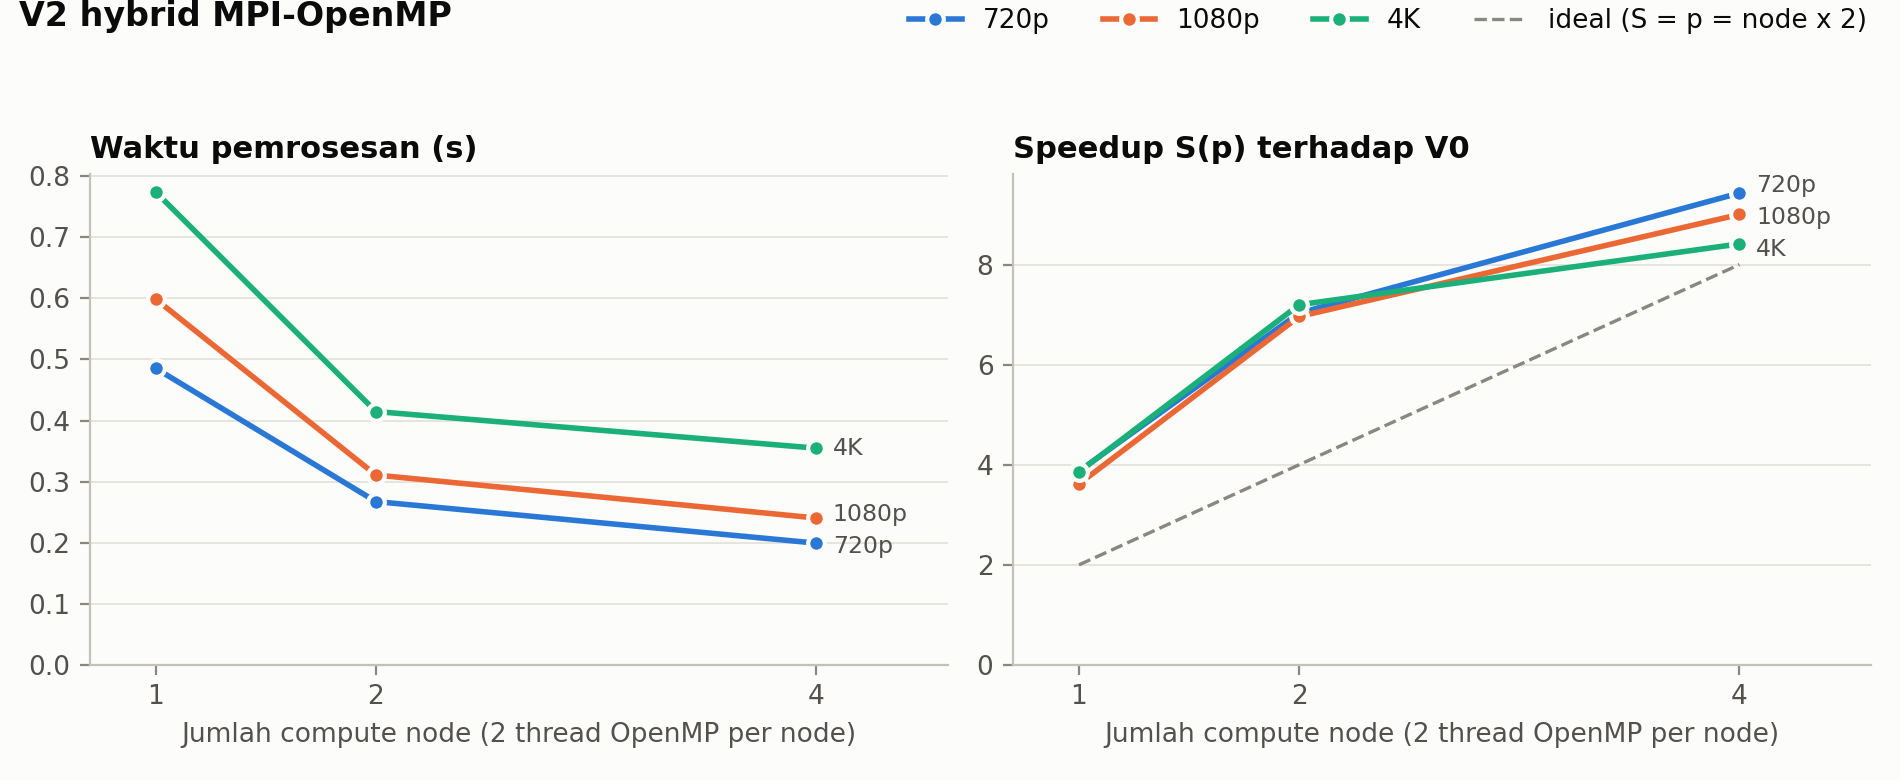 V2 hybrid MPI-OpenMP
720p
1080p
4K
ideal (S = p = node x 2)
Waktu pemrosesan (s)
0.8
0.7
0.6
0.5
0.4
0.3
0.2
0.1
0.0
4K
1080p
720p
1
2
4
Jumlah compute node (2 thread OpenMP per node)
Speedup S(p) terhadap V0
8
6
4
2
0
720p
1080p
4K
1
2
4
Jumlah compute node (2 thread OpenMP per node)